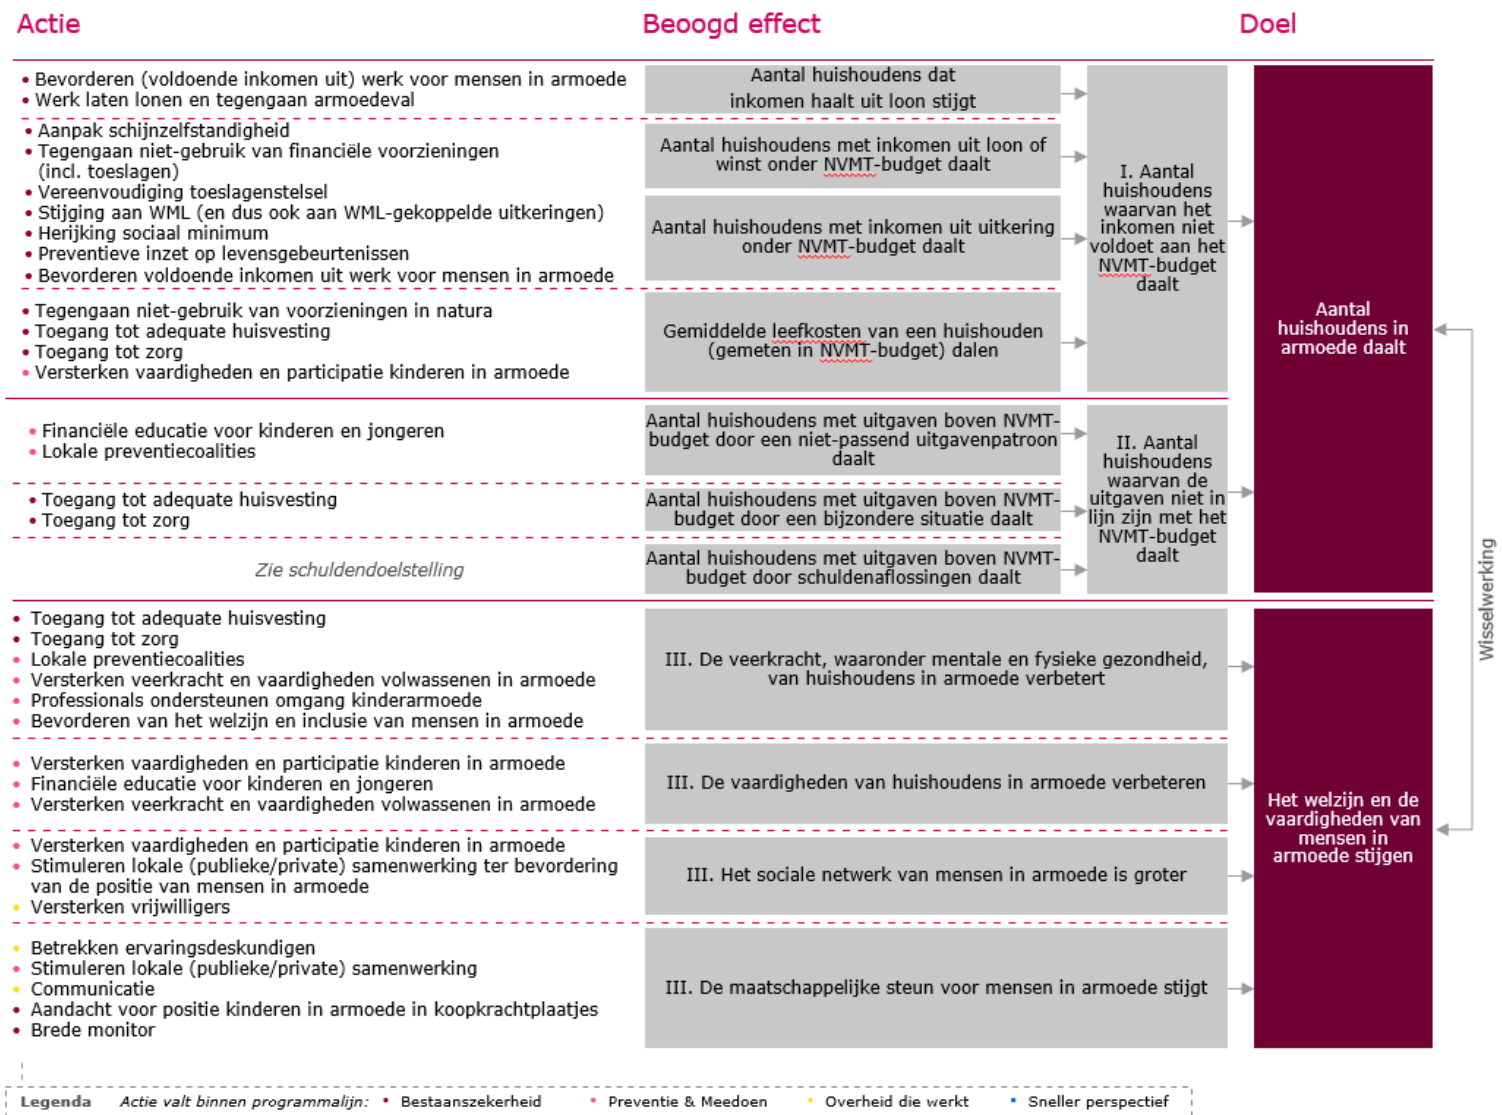 Actie
Beoogd effect
Doel
• Bevorderen (voldoende inkomen uit) werk voor mensen in armoede
• Werk laten lonen en tegengaan armoedeval
Aantal huishoudens dat
inkomen haalt uit loon stijgt
• Aanpak schijnzelfstandigheid
• Tegengaan niet-gebruik van financiële voorzieningen
(incl. toeslagen)
• Vereenvoudiging toeslagenstelsel
• Stijging aan WML (en dus ook aan WML-gekoppelde uitkeringen)
• Herijking sociaal minimum
• Preventieve inzet op levensgebeurtenissen
• Bevorderen voldoende inkomen uit werk voor mensen in armoede
Aantal huishoudens met inkomen uit loon of
winst onder NVMT-budget daalt
Aantal huishoudens met inkomen uit uitkering
onder NVMT-budget daalt
• Tegengaan niet-gebruik van voorzieningen in natura
• Toegang tot adequate huisvesting
• Toegang tot zorg
• Versterken vaardigheden en participatie kinderen in armoede
Gemiddelde leefkosten van een huishouden
(gemeten in NVMT-budget) dalen
I. Aantal
huishoudens
waarvan het
inkomen niet
voldoet aan het
NVMT-budget
daalt
• Financiële educatie voor kinderen en jongeren
• Lokale preventiecoalities
Aantal huishoudens met uitgaven boven NVMT-
budget door een niet-passend uitgavenpatroon
daalt
• Toegang tot adequate huisvesting
• Toegang tot zorg
Aantal huishoudens met uitgaven boven NVMT-
budget door een bijzondere situatie daalt
Zie schuldendoelstelling
Aantal huishoudens met uitgaven boven NVMT-
budget door schuldenaflossingen daalt
II. Aantal
huishoudens
waarvan de
uitgaven niet in
lijn zijn met het
NVMT-budget
daalt
Aantal
huishoudens in
armoede daalt
• Toegang tot adequate huisvesting
• Toegang tot zorg
• Lokale preventiecoalities
• Versterken veerkracht en vaardigheden volwassenen in armoede
• Professionals ondersteunen omgang kinderarmoede
• Bevorderen van het welzijn en inclusie van mensen in armoede
III. De veerkracht, waaronder mentale en fysieke gezondheid,
van huishoudens in armoede verbetert
• Versterken vaardigheden en participatie kinderen in armoede
• Financiële educatie voor kinderen en jongeren
• Versterken veerkracht en vaardigheden volwassenen in armoede
III. De vaardigheden van huishoudens in armoede verbeteren
• Versterken vaardigheden en participatie kinderen in armoede
• Stimuleren lokale (publieke/private) samenwerking ter bevordering
van de positie van mensen in armoede
• Versterken vrijwilligers
III. Het sociale netwerk van mensen in armoede is groter
• Betrekken ervaringsdeskundigen
• Stimuleren lokale (publieke/private) samenwerking
• Communicatie
• Aandacht voor positie kinderen in armoede in koopkrachtplaatjes
• Brede monitor
III. De maatschappelijke steun voor mensen in armoede stijgt
Het welzijn en de
vaardigheden van
mensen in
armoede stijgen
Wisselwerking
Legenda Actie valt binnen programmalijn: • Bestaanszekerheid • Preventie & Meedoen • Overheid die werkt • Sneller perspectief